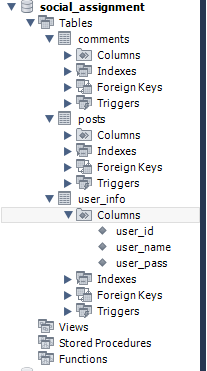 social_assignment
Tables
comments
Columns
Indexes
Foreign Keys
Triggers
posts
Columns
Indexes
Foreign Keys
Triggers
user_info
Columns
user_id
user_name
user_pass
Indexes
Foreign Keys
Triggers
Views
Stored Procedures
Functions